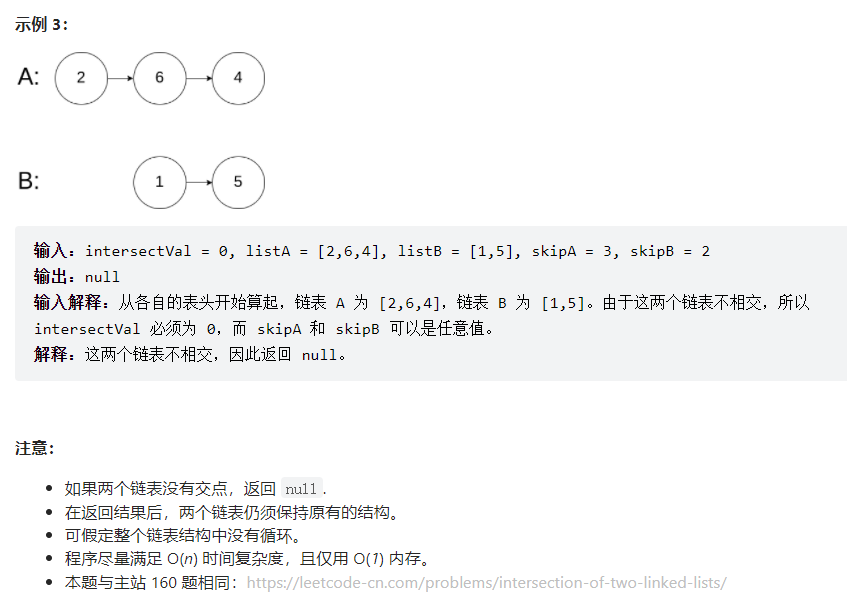 示例 3：
A: 2 6 4
B: 1 5
输入：intersectVal = 0, listA = [2,6,4], listB = [1,5], skipA = 3, skipB = 2
输出：null
输入解释：从各自的表头开始算起，链表 A 为 [2,6,4]，链表 B 为 [1,5]。由于这两个链表不相交，所以
intersectVal 必须为 0，而 skipA 和 skipB 可以是任意值。
解释：这两个链表不相交，因此返回 null。
注意：
如果两个链表没有交点，返回 null.
在返回结果后，两个链表仍须保持原有的结构。
可假定整个链表结构中没有循环。
程序尽量满足 O(n) 时间复杂度，且仅用 O(1) 内存。
本题与主站 160 题相同：https://leetcode-cn.com/problems/intersection-of-two-linked-lists/